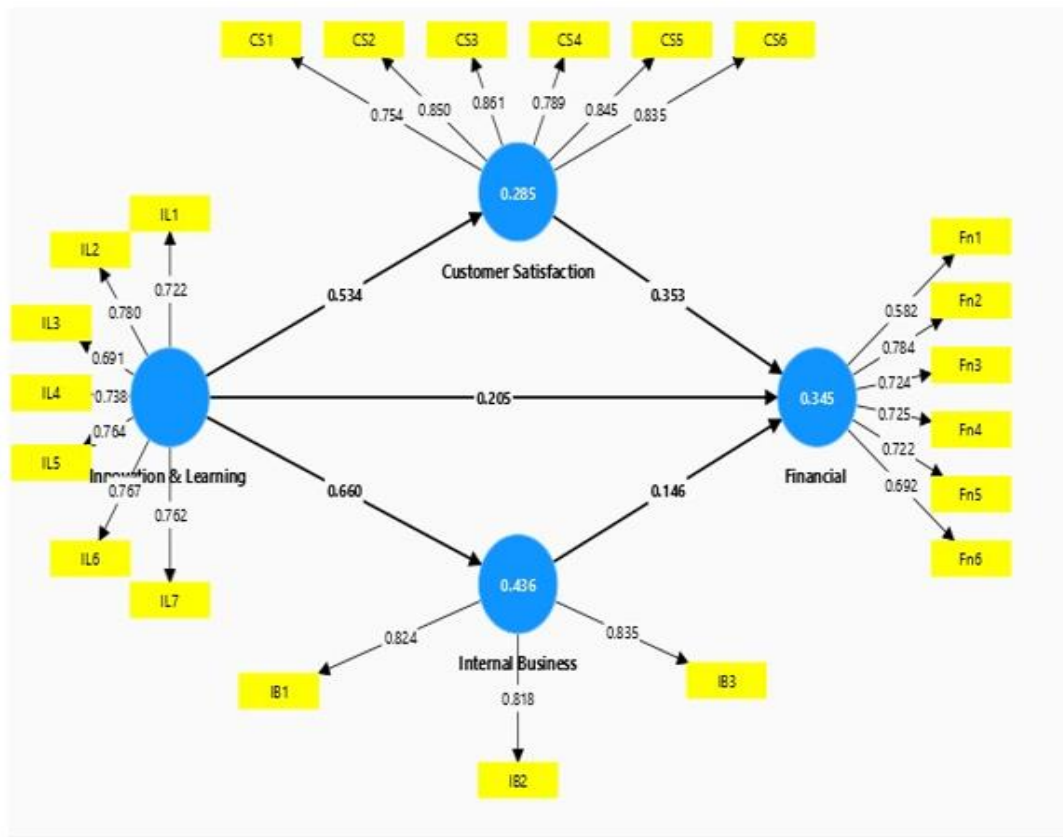 CS1 CS2 CS3 CS4 CS5 CS6
0.754 0.850 0.861 0.789 0.845 0.835
0.285
Customer Satisfaction
IL1
IL2
IL3
IL4
IL5
IL6
IL7
0.722
0.780
0.691
0.738
0.764
0.767
0.762
Innovation & Learning
0.534
0.353
0.205
0.660
0.146
Fn1
Fn2
Fn3
Fn4
Fn5
Fn6
0.582
0.784
0.724
0.725
0.722
0.692
0.345
Financial
0.436
Internal Business
0.824
0.818
0.835
IB1
IB2
IB3